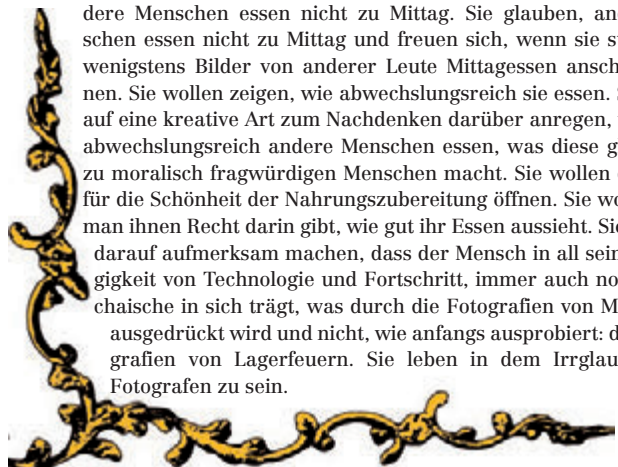 dere Menschen essen nicht zu Mittag. Sie glauben, and
schen essen nicht zu Mittag und freuen sich, wenn sie st
wenigstens Bilder von anderer Leute Mittagessenansch
nen. Sie wollen zeigen, wie abwechslungsreich sie essen. S
auf eine kreative Art zum Nachdenken darüber anregen,
abwechslungsreich andere Menschen essen, was diese g
zu moralisch fragwürdigen Menschen macht. Sie wollen
für die Schönheit der Nahrungszubereitung öffnen. Sie wo
man ihnen Recht darin gibt, wie gut ihr Essen aussieht. Sie
darauf aufmerksam machen, dass der Mensch in all sein
gigkeit von Technologie und Fortschritt, immer auch no
chaische in sich trägt, was durch die Fotografien von M
ausgedrückt wird und nicht, wie anfangs ausprobiert: d
grafien von Lagerfeuern. Sie leben in dem Irrglau
Fotografen zu sein.